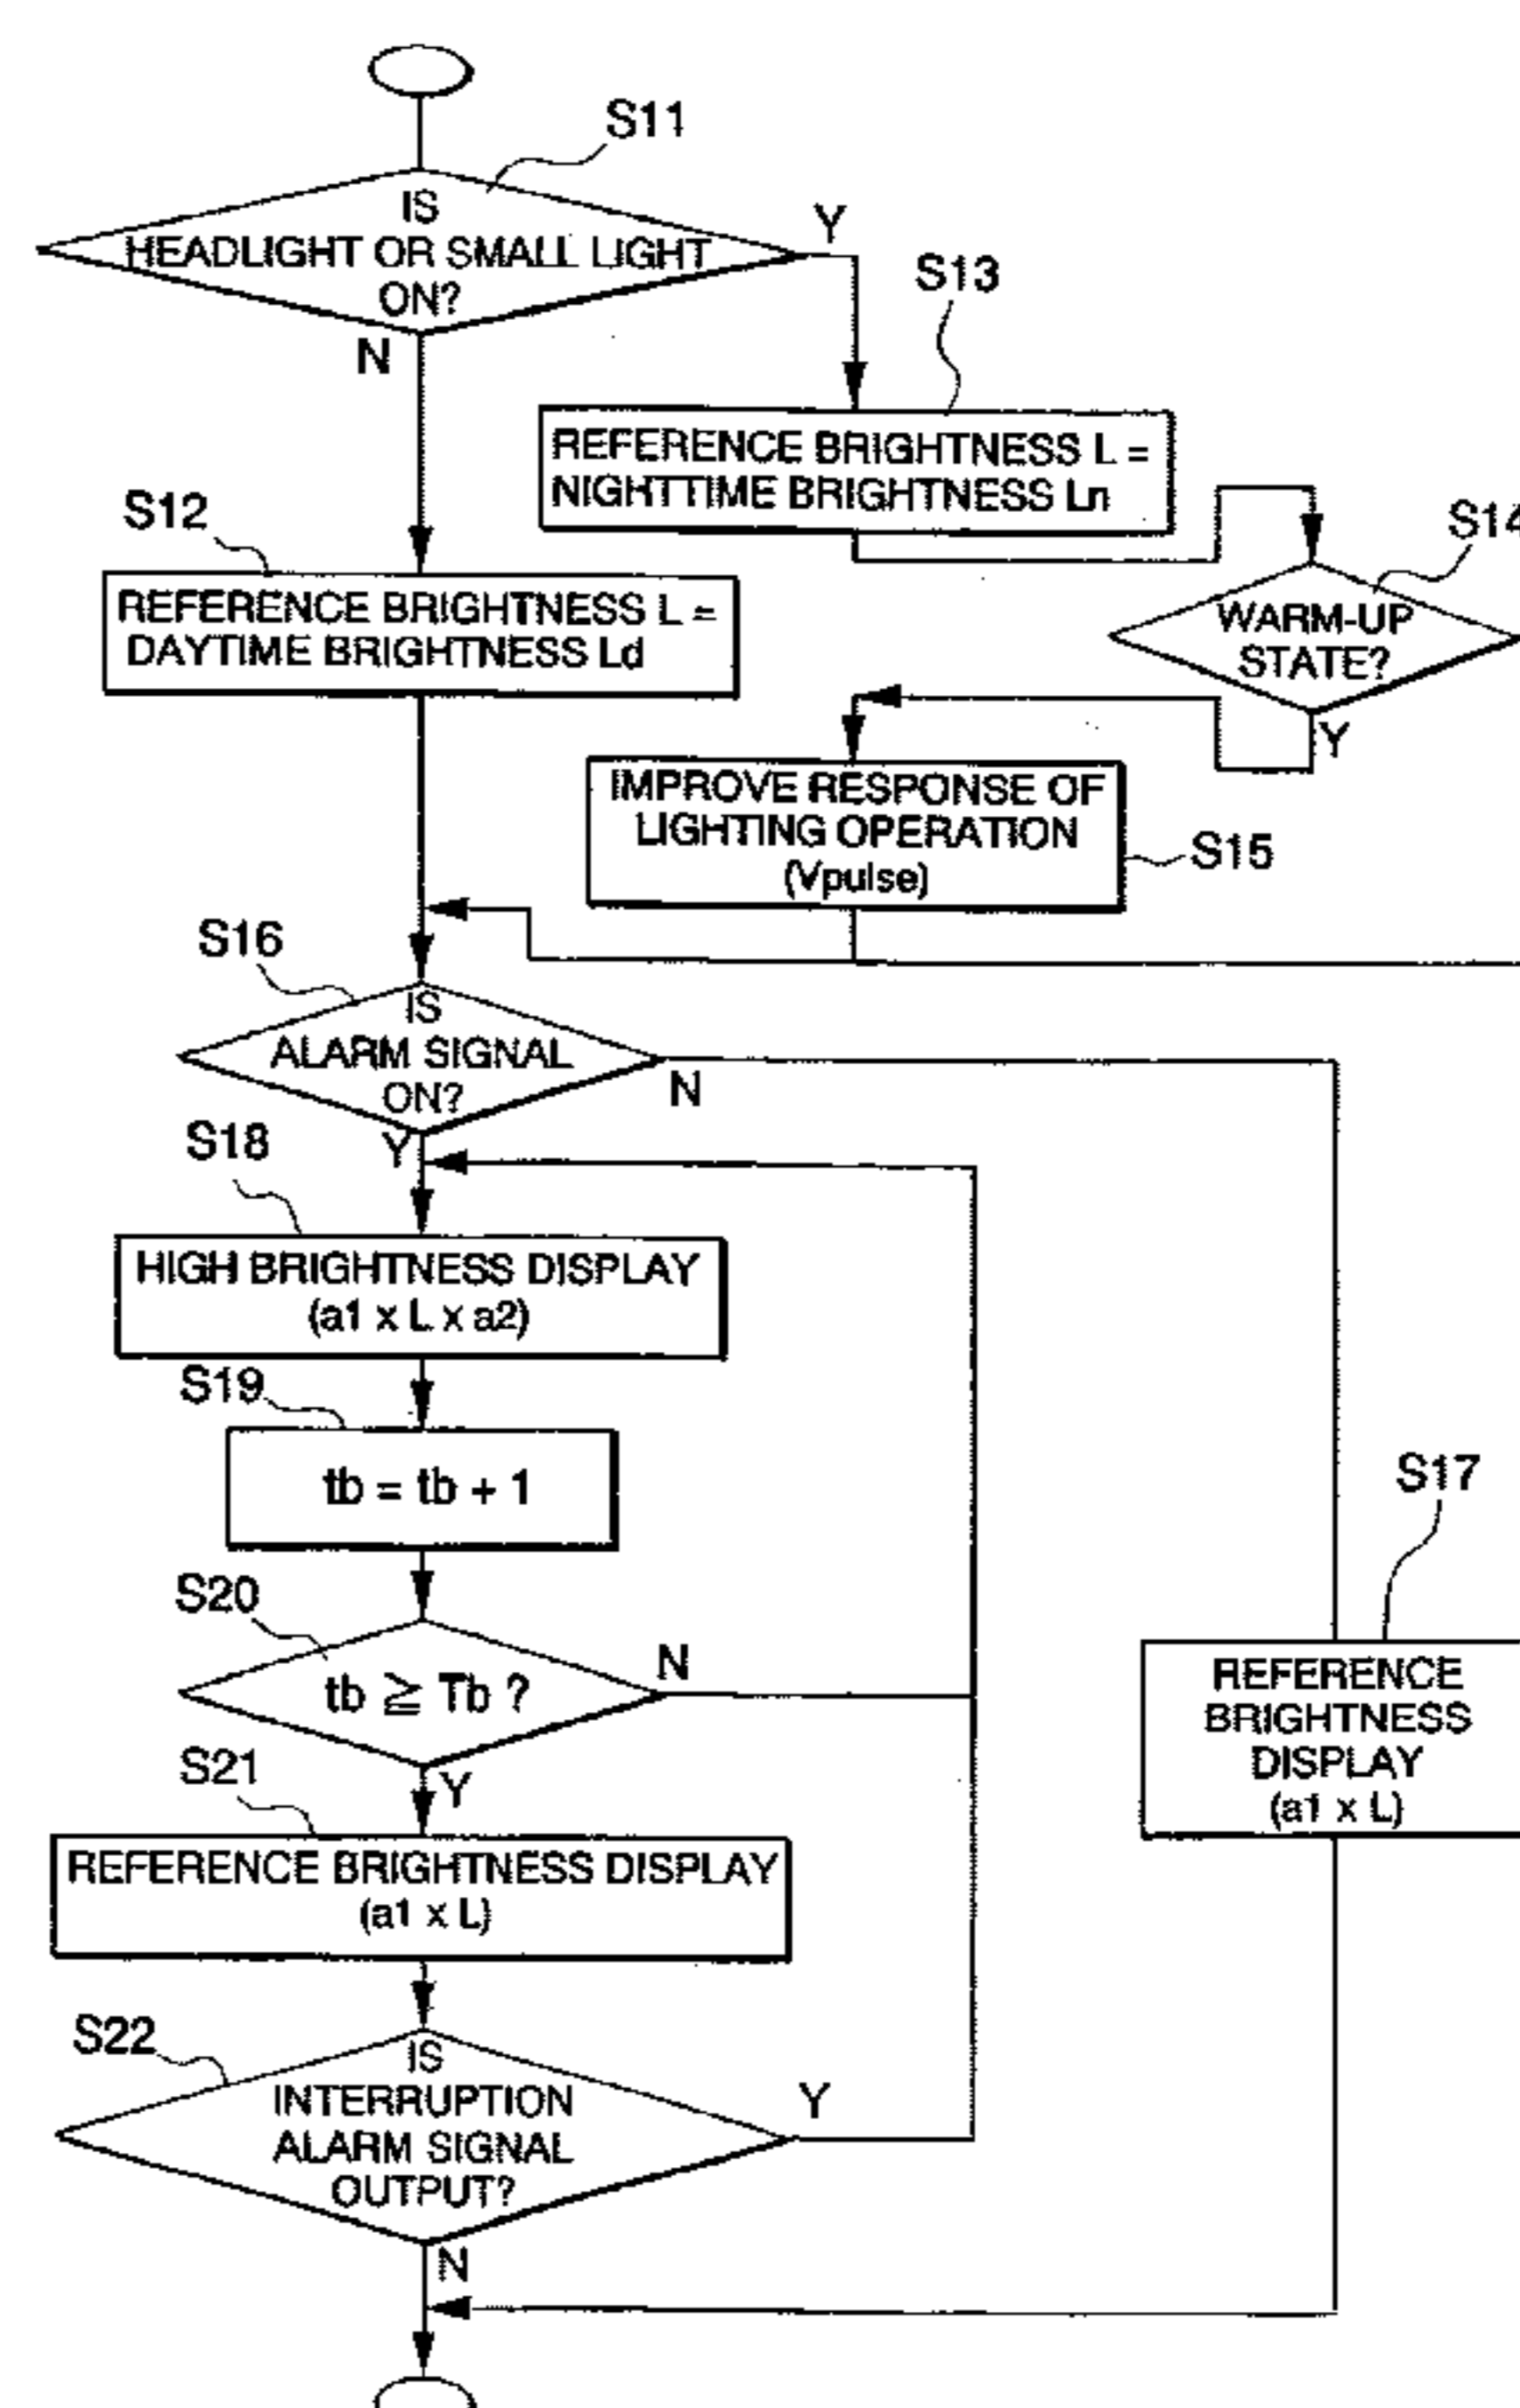 S11
IS
HEADLIGHT OR SMALL LIGHT
ON?
Y
N
S13
REFERENCE BRIGHTNESS L =
NIGHTTIME BRIGHTNESS Ln
S12
REFERENCE BRIGHTNESS L =
DAYTIME BRIGHTNESS Ld
S14
WARM-UP
STATE?
Y
IMPROVE RESPONSE OF
LIGHTING OPERATION
(Vpulse)
S15
S16
IS
ALARM SIGNAL
ON?
N
Y
S18
HIGH BRIGHTNESS DISPLAY
(a1 x L x a2)
S19
tb = tb + 1
S17
REFERENCE
BRIGHTNESS
DISPLAY
(a1 x L)
S20
tb ≧ Tb ?
N
Y
S21
REFERENCE BRIGHTNESS DISPLAY
(a1 x L)
S22
IS
INTERRUPTION
ALARM SIGNAL
OUTPUT?
Y
N